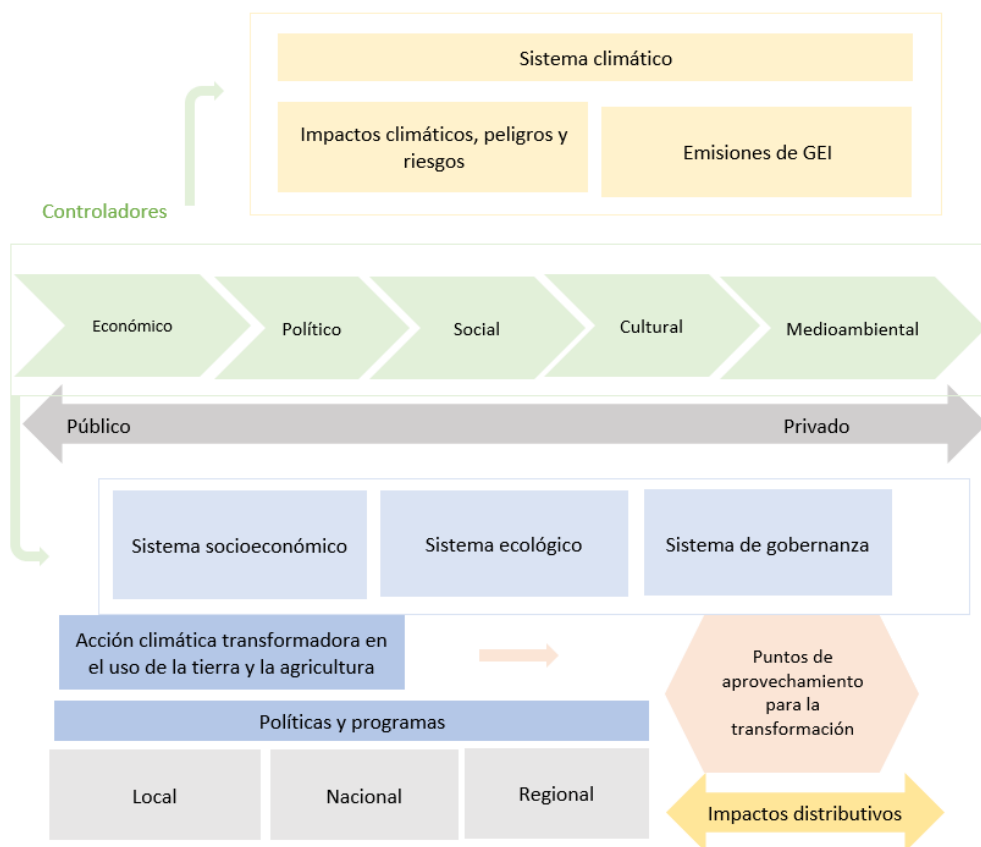 Sistema climático
Impactos climáticos, peligros y
riesgos
Emisiones de GEI
Controladores
Económico
Político
Social
Cultural
Medioambiental
Público
Privado
Sistema socioeconómico
Sistema ecológico
Sistema de gobernanza
Acción climática transformadora en
el uso de la tierra y la agricultura
Puntos de
aprovechamiento
para la
transformación
Políticas y programas
Local
Nacional
Regional
Impactos distributivos